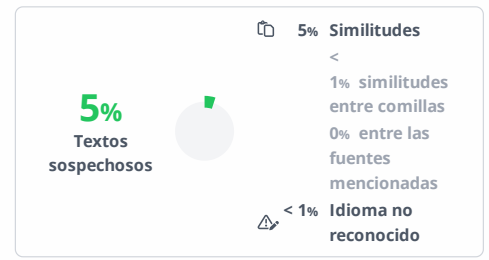 5%
Textos
sospechosos
5% Similitudes
<
1% similitudes
entre comillas
0% entre las
fuentes
mencionadas
< 1% Idioma no
reconocido